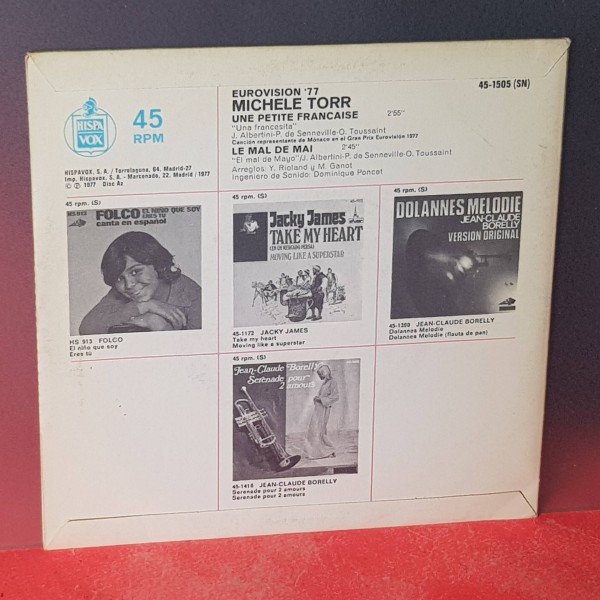 EUROVISION '77
45-1505 (SN)
MICHELE TORR
UNE PETITE FRANCAISE 2'55"
"Una francesita"
J. Albertini-P. de Senneville-O. Toussaint
Canción representante de Mónaco en el Gran Prix Eurovisión 1977
LE MAL DE MAI 2'45"
"El mal de Mayo"/J. Albertini-P. de Senneville-O. Toussaint
Arreglos: Y. Rioland y M. Ganot
Ingeniero de Sonido: Dominique Poncet
HISPA
VOX
45
RPM
HISPAVOX, S. A. / Torrelaguna, 64, Madrid-27
Imp. Hispavox, S. A. - Marconada, 22, Madrid / 1977
© ℗ 1977 Disc Az
45 rpm. (S)
HS 913
FOLCO EL NIÑO QUE SOY
ERES TU
canta en español
HS 913 FOLCO
El niño que soy
Eres tú
45 rpm. (S)
Jacky James
TAKE MY HEART
(EN UN MERCADO PERSA)
MOVING LIKE A SUPERSTAR
45-1172 JACKY JAMES
Take my heart
Moving like a superstar
45 rpm. (S)
DOLANNES MELODIE
JEAN-CLAUDE
BORELLY
VERSION ORIGINAL
45-1289 JEAN-CLAUDE BORELLY
Dolannes Melodie
Dolannes Melodie (flauta de pan)
45 rpm. (S)
Jean-Claude Borelly
Serenade pour
2 amours
45-1418 JEAN-CLAUDE BORELLY
Serenade pour 2 amours
Serenade pour 2 amours